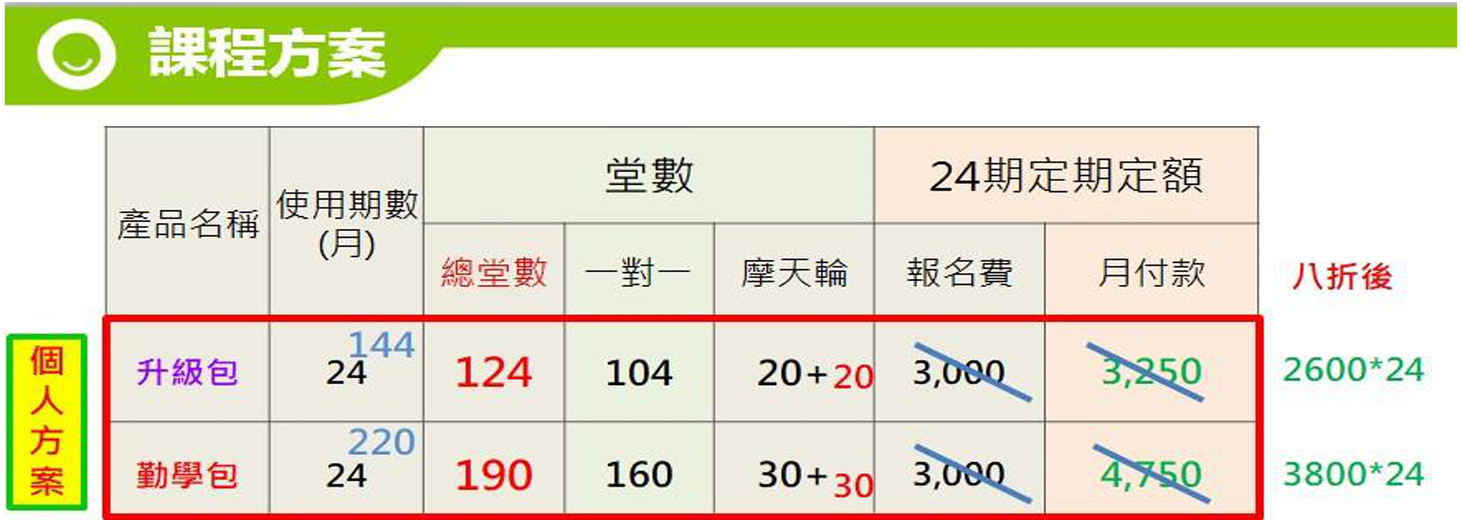 課程方案
產品名稱 使用期數(月) 堂數 24期定期定額
總堂數 一對一 摩天輪 報名費 月付款 八折後
個人方案
升級包 24 144 124 104 20+20 3,000 3,250 2600*24
勤學包 24 220 190 160 30+30 3,000 4,750 3800*24